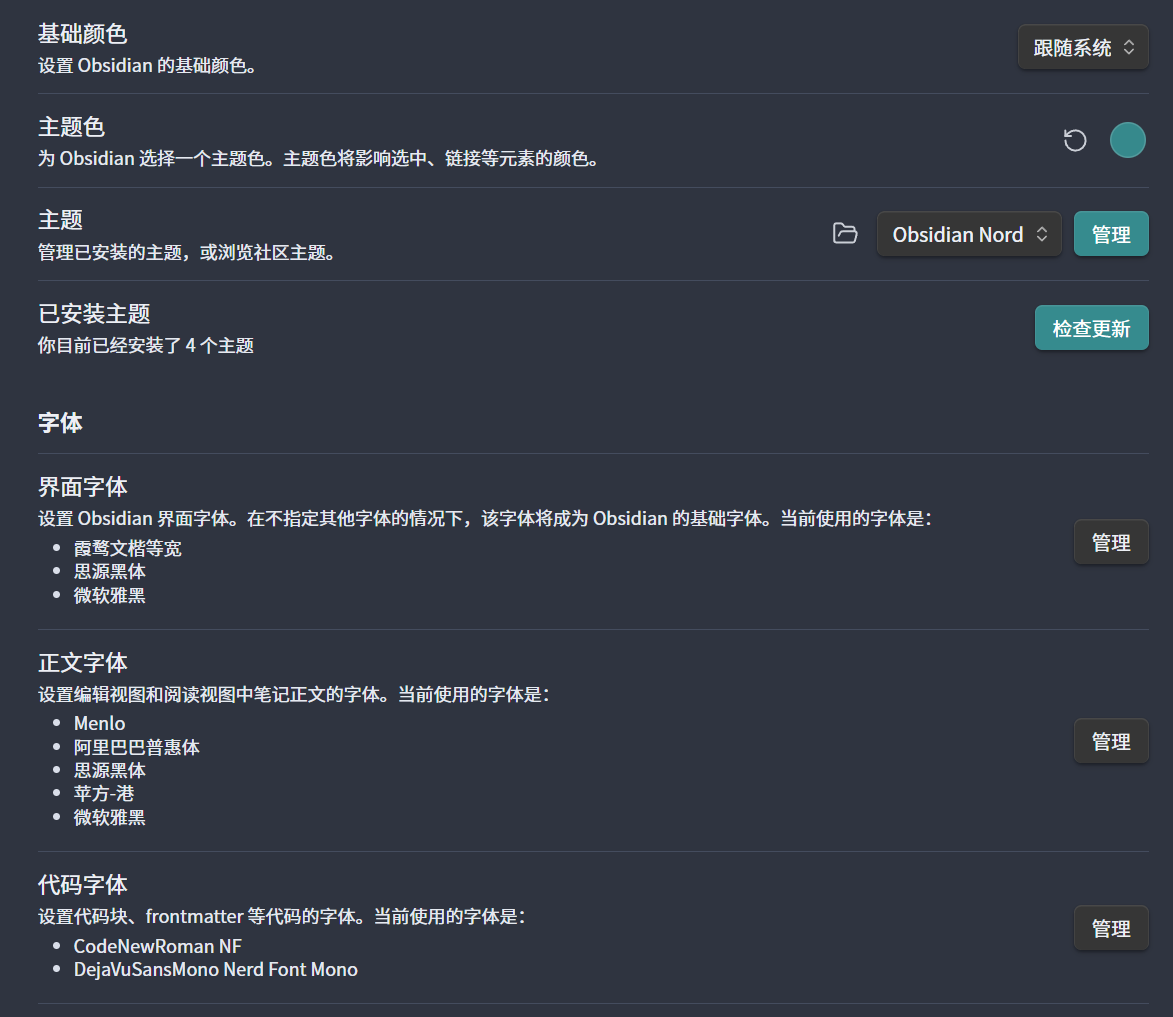 基础颜色
设置 Obsidian 的基础颜色。
跟随系统
主题色
为 Obsidian 选择一个主题色。主题色将影响选中、链接等元素的颜色。
主题
管理已安装的主题，或浏览社区主题。
Obsidian Nord
管理
已安装主题
你目前已经安装了 4 个主题
检查更新
字体
界面字体
设置 Obsidian 界面字体。在不指定其他字体的情况下，该字体将成为 Obsidian 的基础字体。当前使用的字体是：
霞鹜文楷等宽
思源黑体
微软雅黑
管理
正文字体
设置编辑视图和阅读视图中笔记正文的字体。当前使用的字体是：
Menlo
阿里巴巴普惠体
思源黑体
苹方-港
微软雅黑
管理
代码字体
设置代码块、frontmatter 等代码的字体。当前使用的字体是：
CodeNewRoman NF
DejaVuSansMono Nerd Font Mono
管理